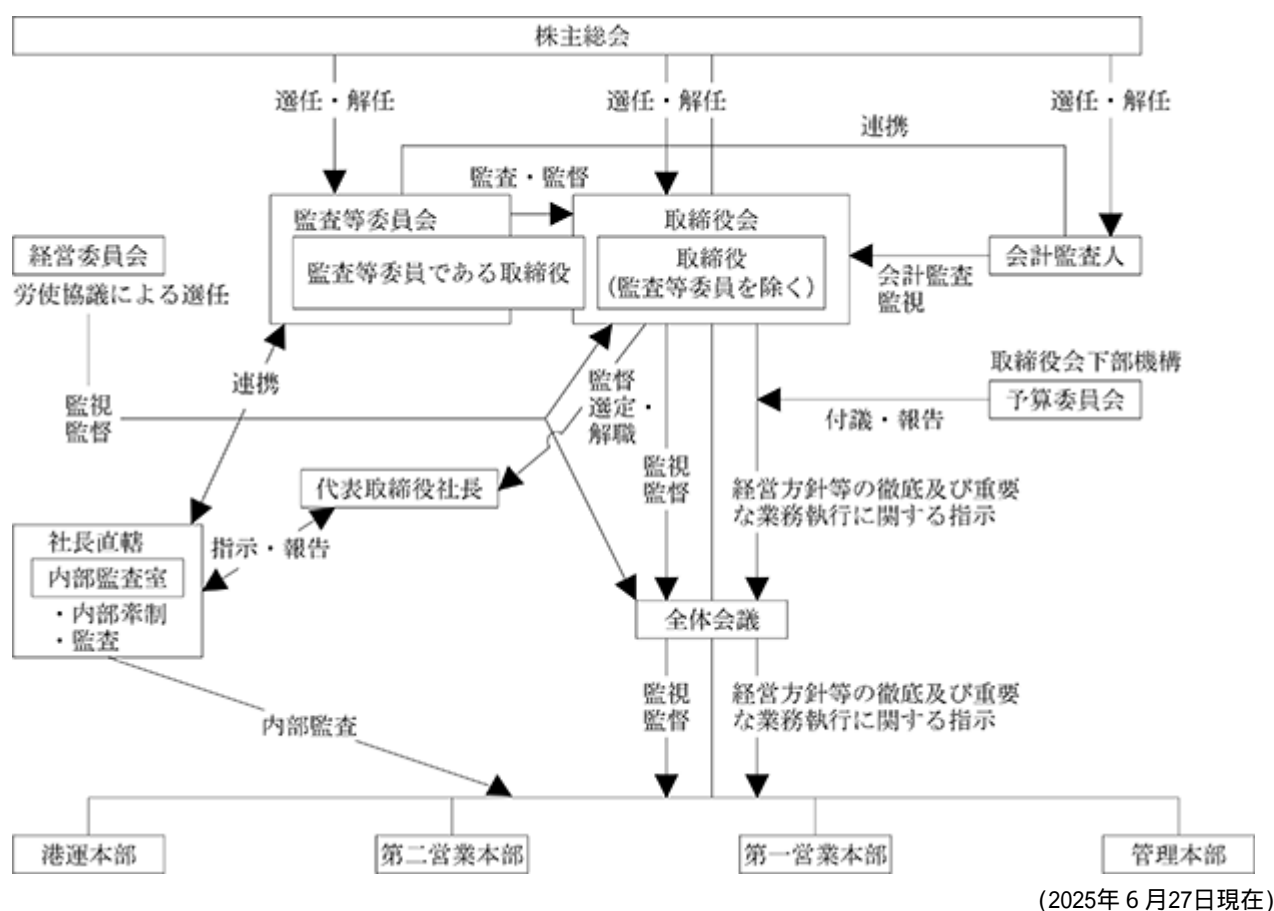 株主総会
選任・解任
選任・解任
選任・解任
連携
監査・監督
監査等委員会
監査等委員である取締役
取締役会
取締役
(監査等委員を除く)
会計監査人
会計監査
監視
経営委員会
労使協議による選任
監視
監督
連携
監督
選定・
解職
取締役会下部機構
予算委員会
付議・報告
代表取締役社長
監視
監督
経営方針等の徹底及び重要
な業務執行に関する指示
社長直轄
内部監査室
・内部牽制
・監査
指示・報告
全体会議
内部監査
監視
監督
経営方針等の徹底及び重要
な業務執行に関する指示
港運本部
第二営業本部
第一営業本部
管理本部
(2025年6月27日現在)